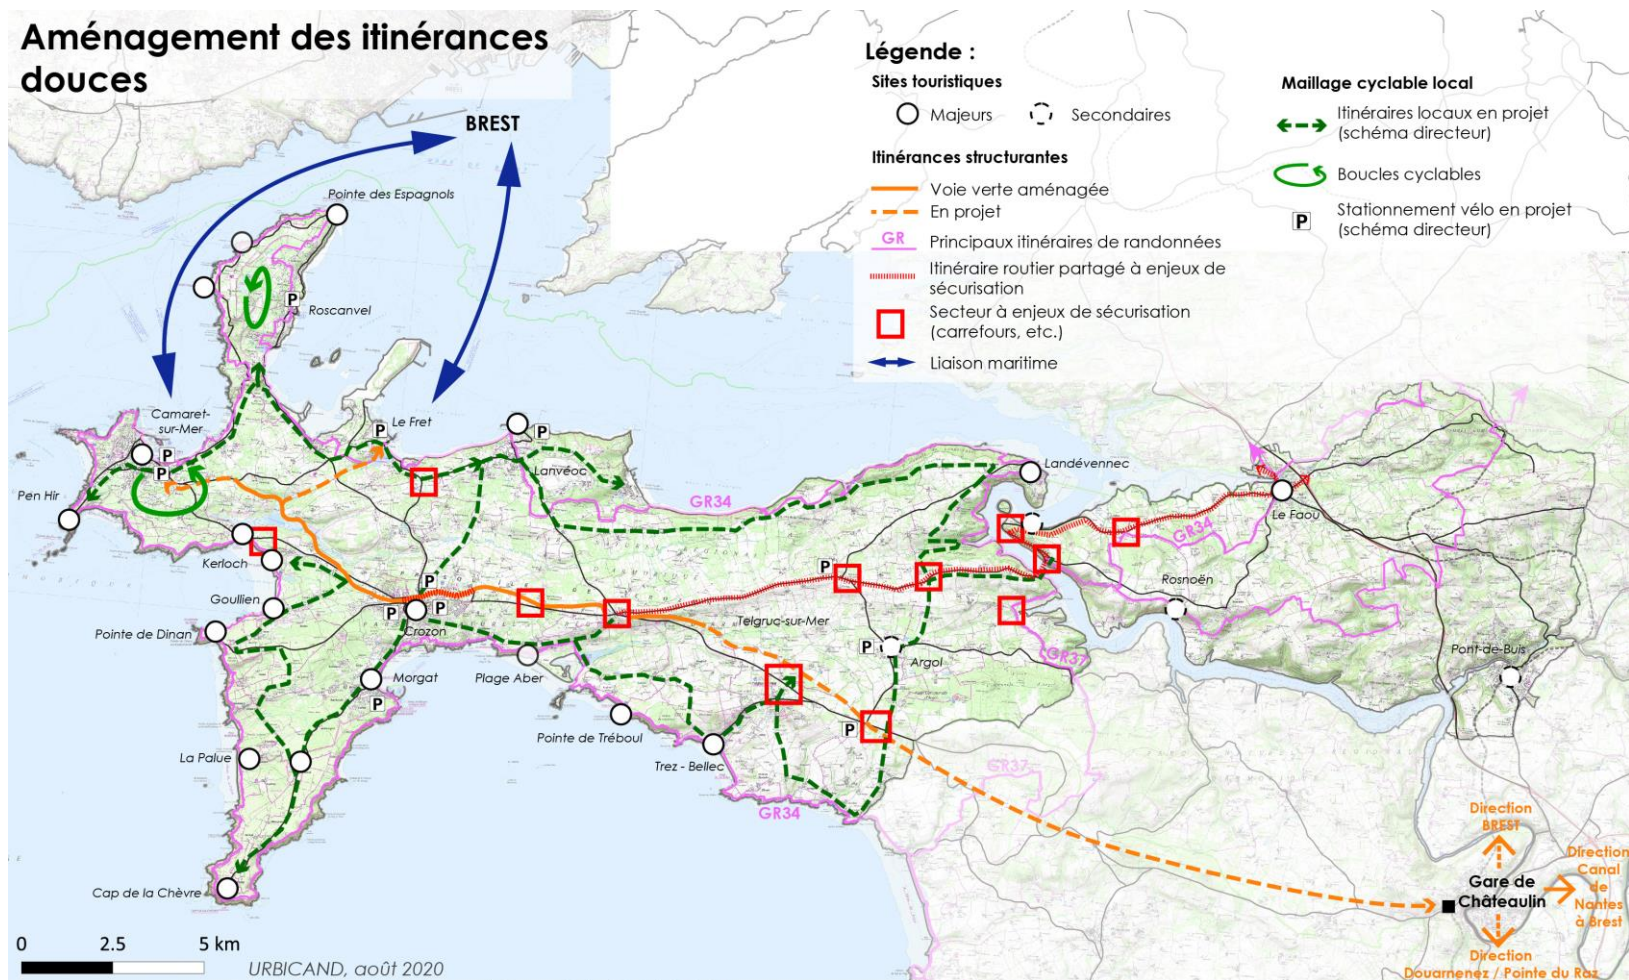 Aménagement des itinérances
douces
Légende :
Sites touristiques
Majeurs
Secondaires
Itinérances structurantes
Voie verte aménagée
En projet
GR
Principaux itinéraires de randonnées
Itinéraire routier partagé à enjeux de
sécurisation
Secteur à enjeux de sécurisation
(carrefours, etc.)
Liaison maritime
Maillage cyclable local
Itinéraires locaux en projet
(schéma directeur)
Boucles cyclables
P
Stationnement vélo en projet
(schéma directeur)
BREST
Pointe des Espagnols
P
Roscanvel
Camaret-
sur-Mer
P
P
Le Fret
P
P
Lanvéoc
Pen Hir
GR34
Landévennec
Le Faou
GR34
Kerloch
Goullien
Pointe de Dinan
P
P
P
Crozon
P
Telgruc-sur-Mer
Rosnoën
P
Argol
GR37
Pont-de-Buis
Morgat
P
Plage Aber
Pointe de Tréboul
P
La Palue
Trez - Bellec
GR37
GR34
Cap de la Chèvre
Direction
BREST
Direction
Canal
de
Nantes
à Brest
Gare de
Châteaulin
Direction
Douarnenez / Pointe du Raz
0
2.5
5 km
URBICAND, août 2020